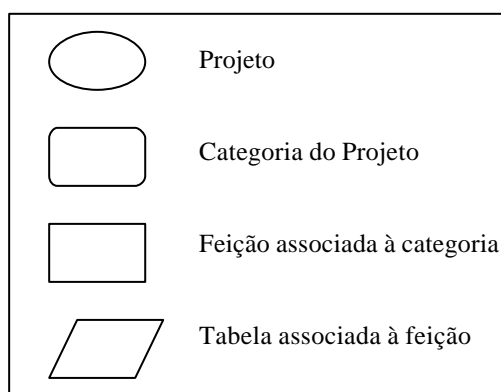 Projeto
Categoria do Projeto
Feição associada à categoria
Tabela associada à feição